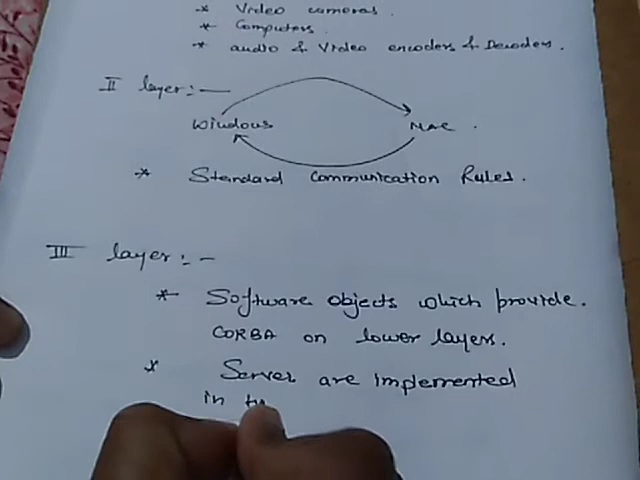 * Video cameras.
* Computers.
* audio & Video encoders & Decoders.
II layer:-
Windows MAC.
* Standard Communication Rules.
III layer:-
* Software objects which provide.
CORBA on lower layers.
* Server are implemented
in